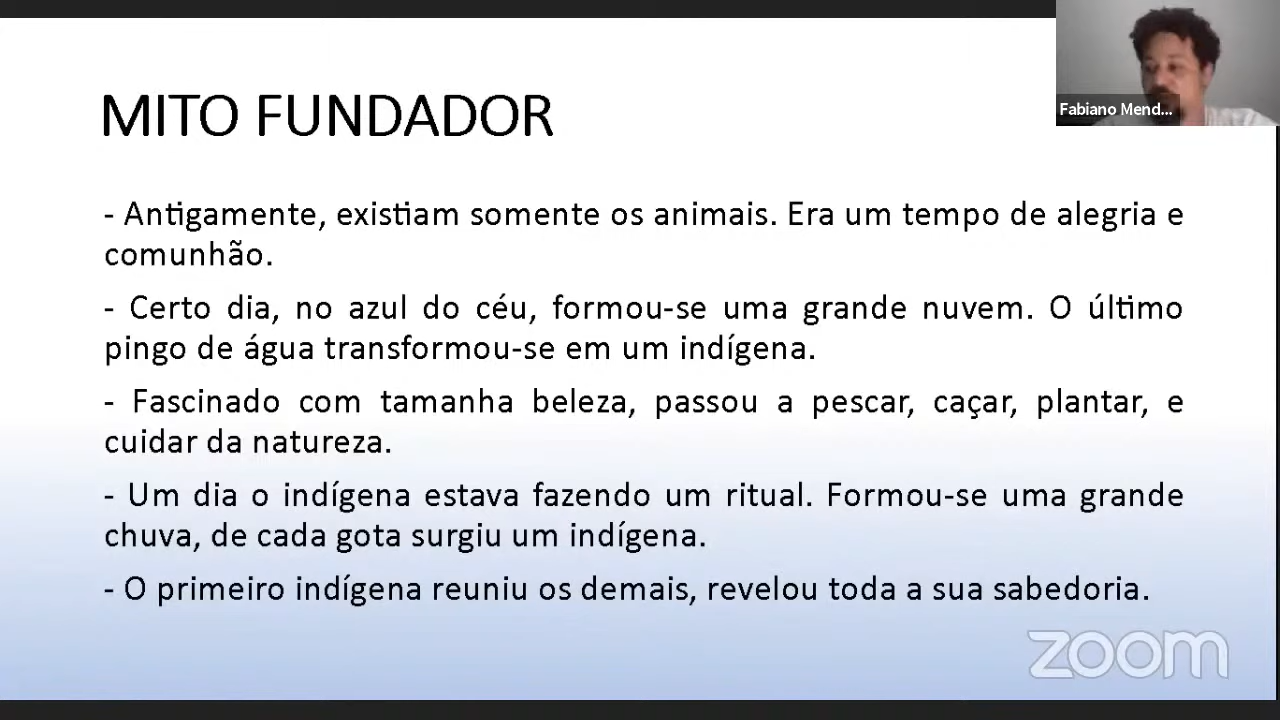 MITO FUNDADOR
Fabiano Mend...
- Antigamente, existiam somente os animais. Era um tempo de alegria e
comunhão.
- Certo dia, no azul do céu, formou-se uma grande nuvem. O último
pingo de água transformou-se em um indígena.
- Fascinado com tamanha beleza, passou a pescar, caçar, plantar, e
cuidar da natureza.
- Um dia o indígena estava fazendo um ritual. Formou-se uma grande
chuva, de cada gota surgiu um indígena.
- O primeiro indígena reuniu os demais, revelou toda a sua sabedoria.
zoom